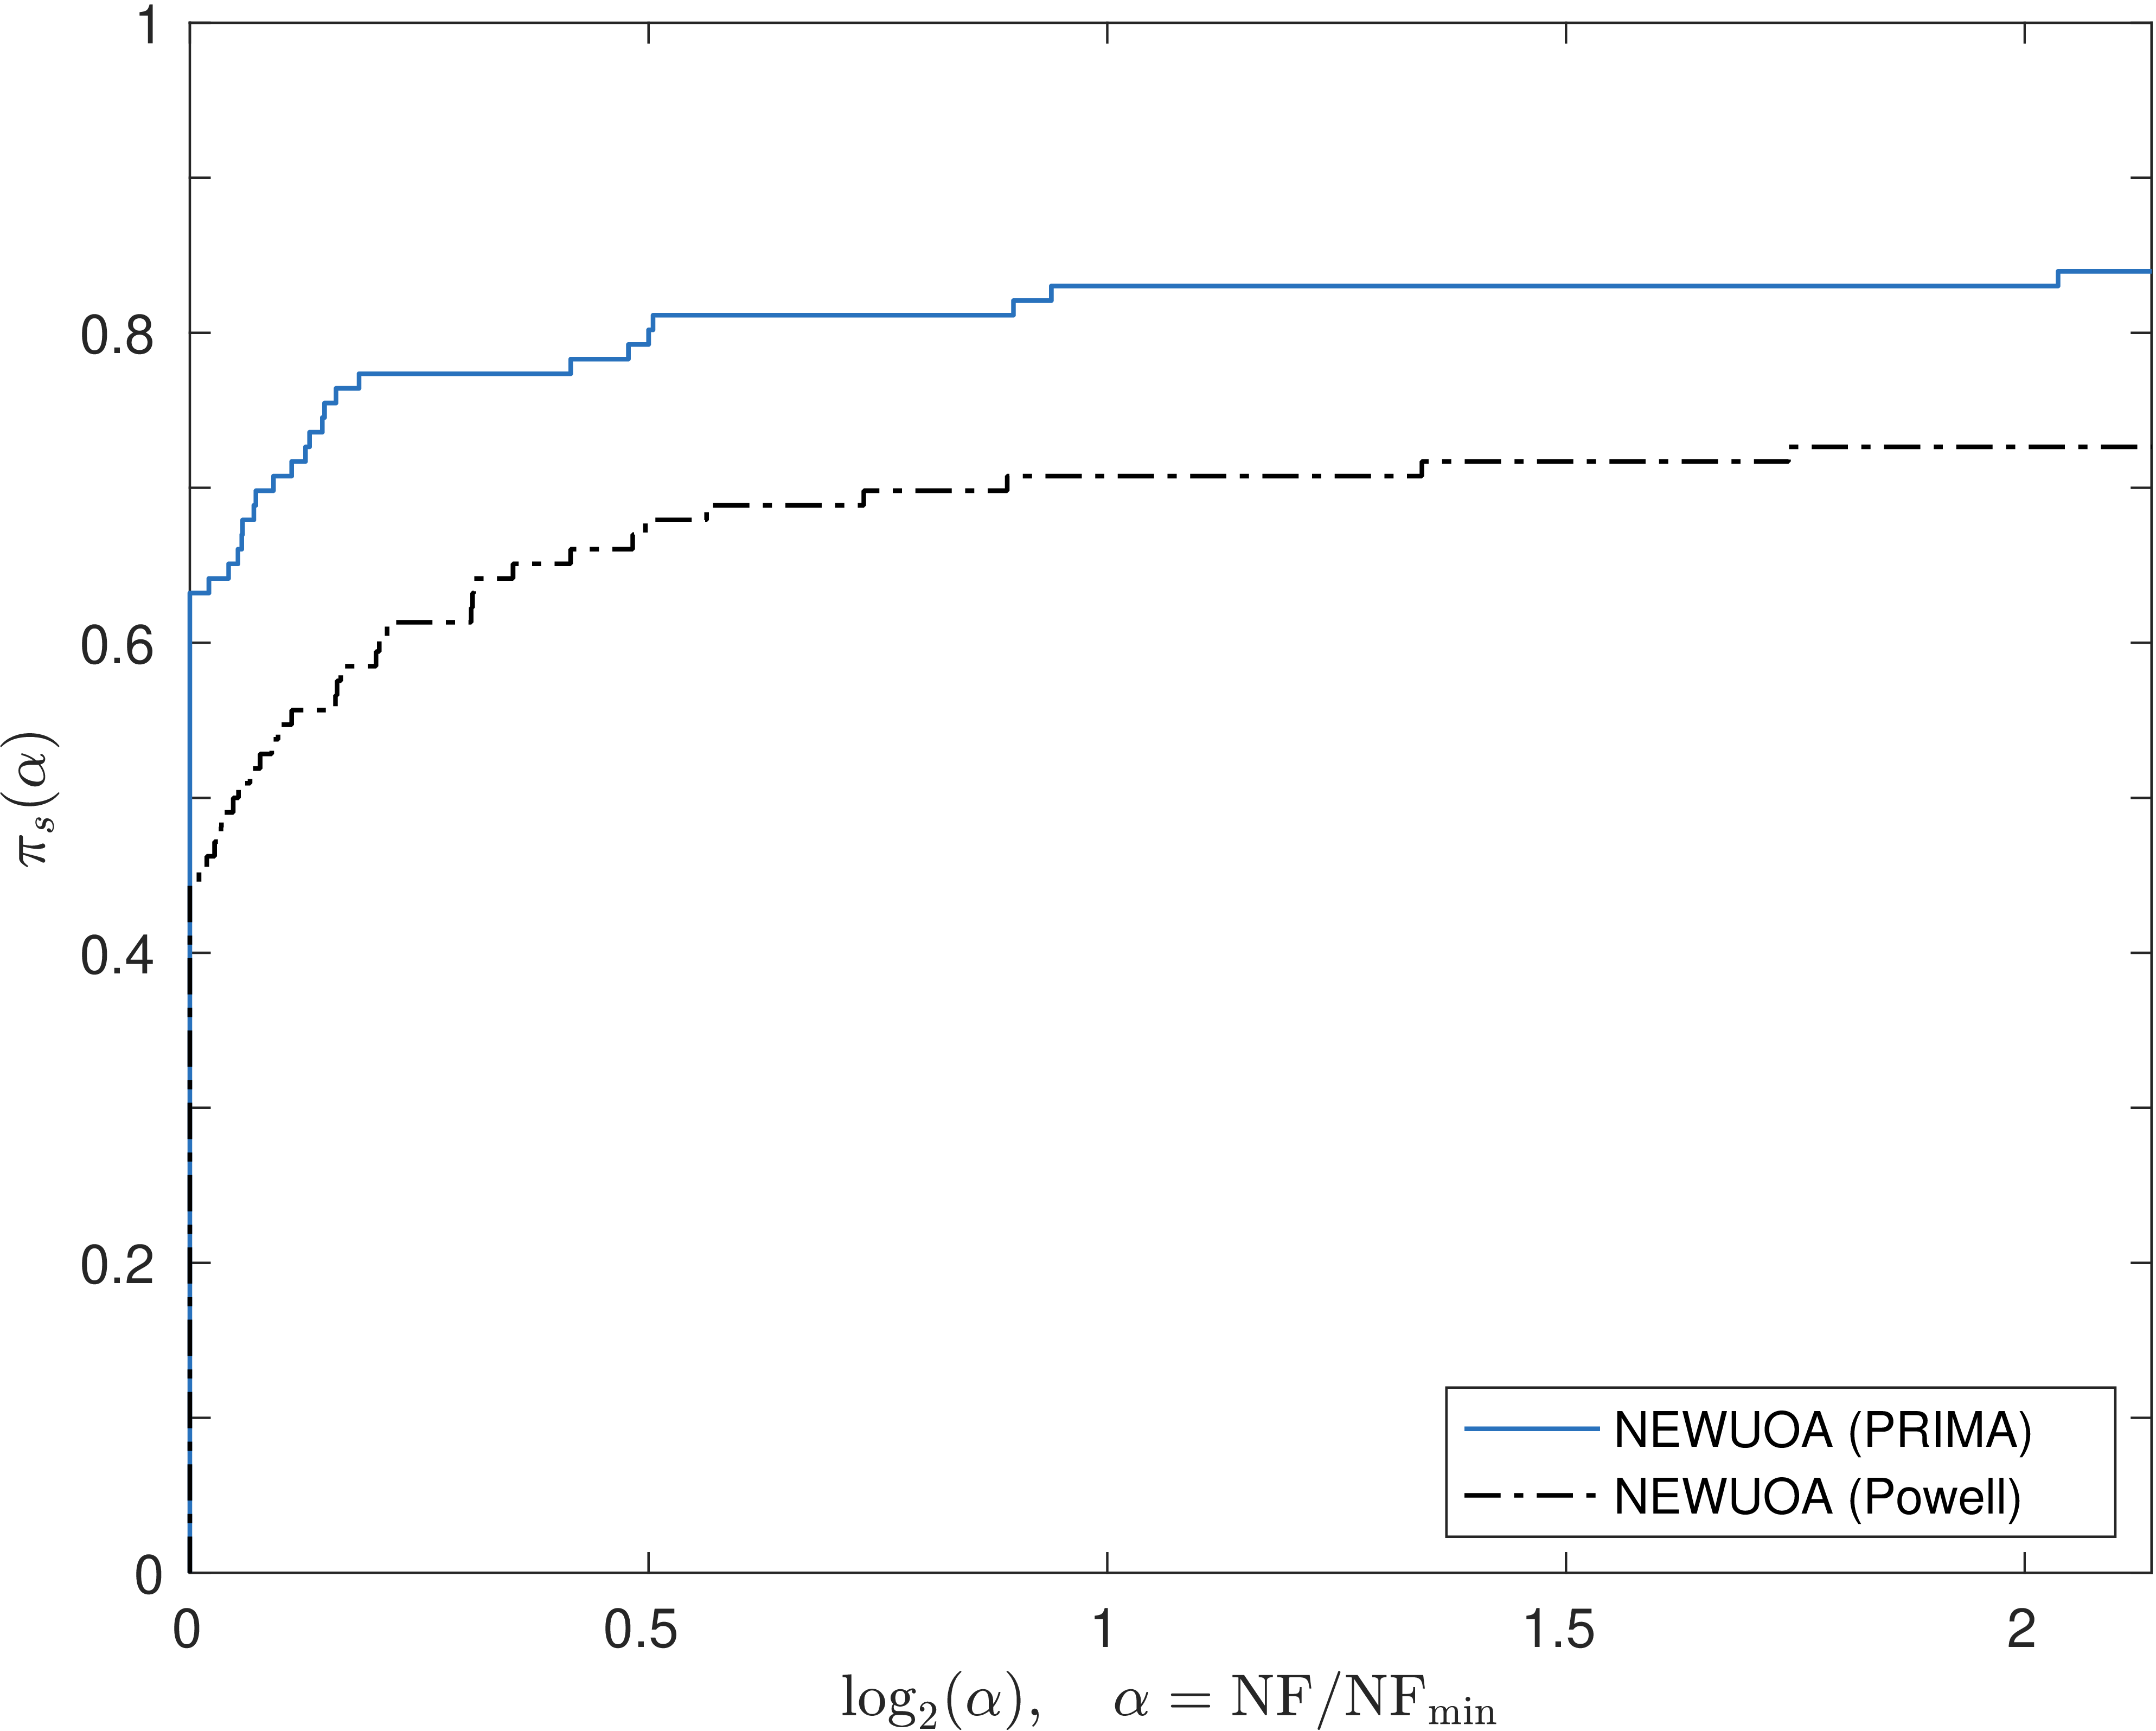 1
0.8
0.6
0.4
0.2
0
πₛ(α)
0 0.5 1 1.5 2
log₂(α), α = NF/NFₘᵢₙ
NEWUOA (PRIMA)
NEWUOA (Powell)